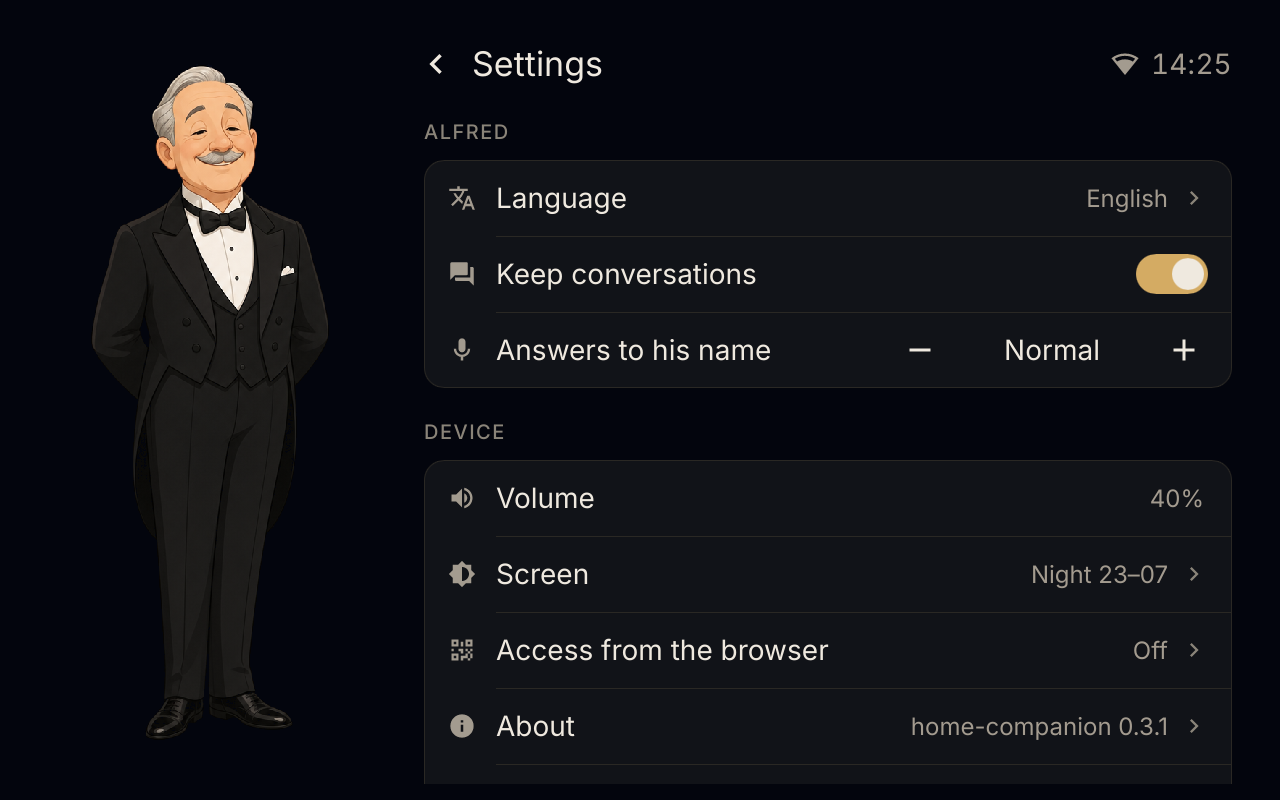 Settings
14:25
ALFRED
Language English
Keep conversations
Answers to his name Normal
DEVICE
Volume 40%
Screen Night 23–07
Access from the browser Off
About home-companion 0.3.1